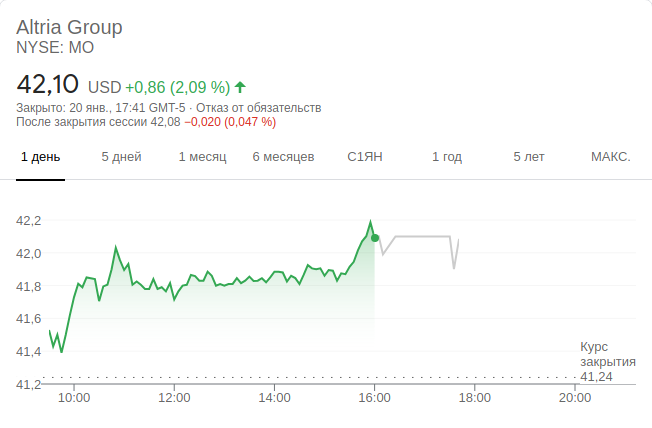 Altria Group
NYSE: MO
42,10 USD +0,86 (2,09 %)
Закрыто: 20 янв., 17:41 GMT-5 · Отказ от обязательств
После закрытия сессии 42,08 −0,020 (0,047 %)
1 день 5 дней 1 месяц 6 месяцев С1ЯН 1 год 5 лет МАКС.
42,2
42,0
41,8
41,6
41,4
41,2
Курс
закрытия
41,24
10:00 12:00 14:00 16:00 18:00 20:00